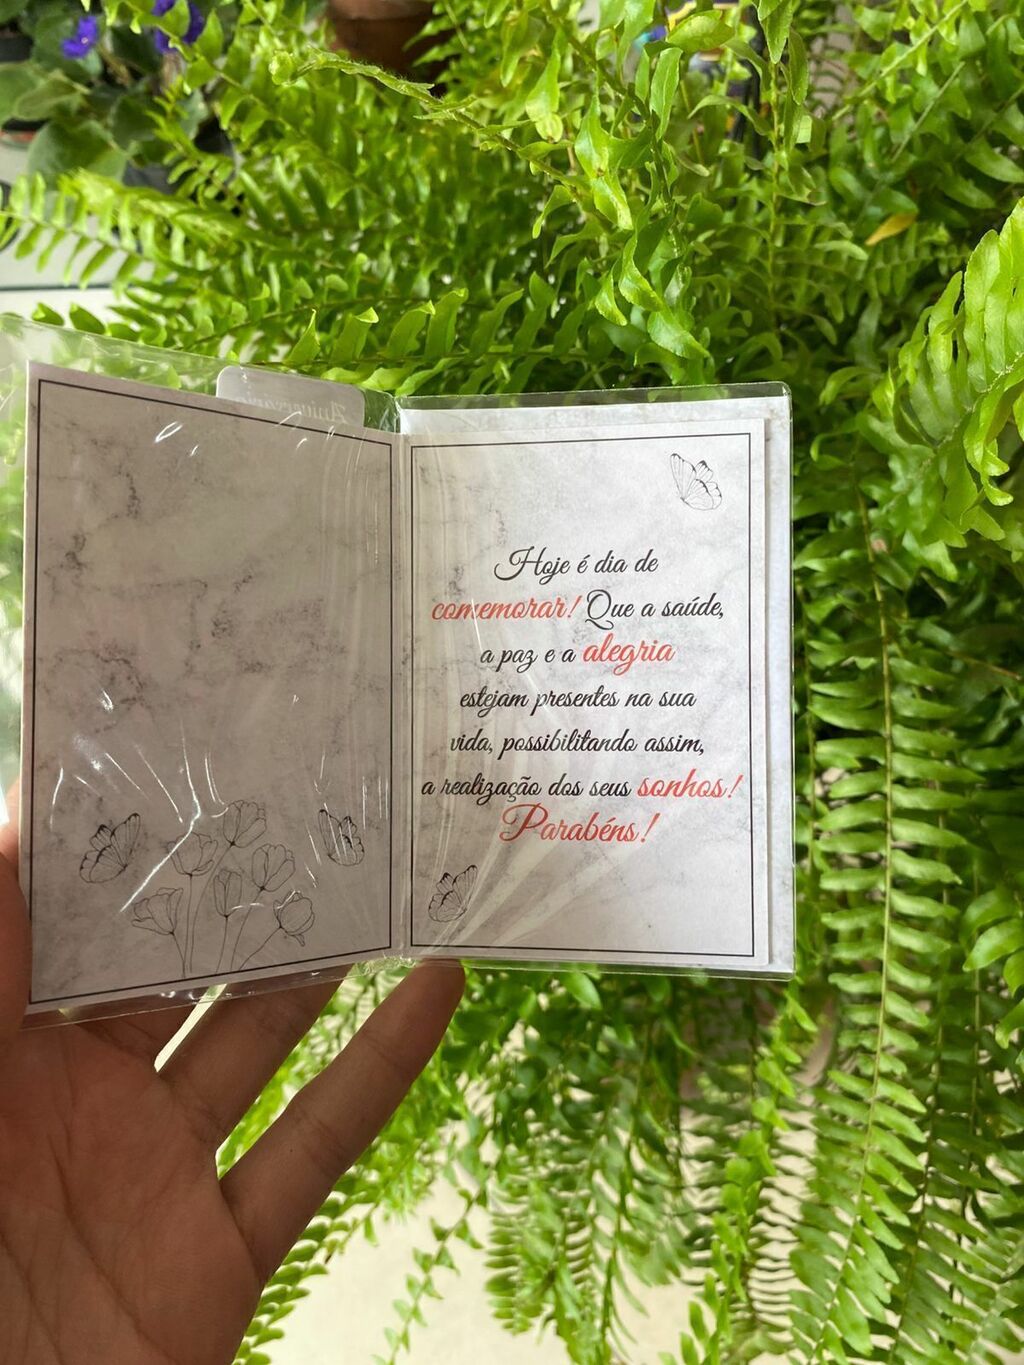 Aniversário
Hoje é dia de
comemorar! Que a saúde,
a paz e a alegria
estejam presentes na sua
vida, possibilitando assim,
a realização dos seus sonhos!
Parabéns!